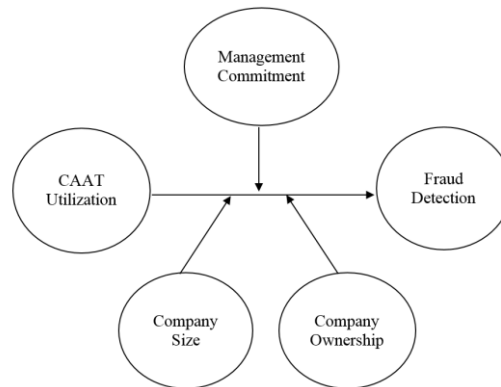 Management
Commitment
CAAT
Utilization
Fraud
Detection
Company
Size
Company
Ownership